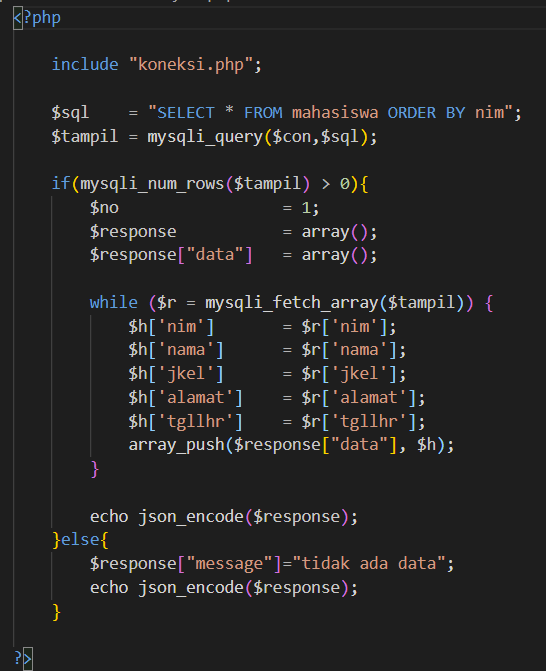 <?php
include "koneksi.php";
$sql    = "SELECT * FROM mahasiswa ORDER BY nim";
$tampil = mysqli_query($con,$sql);
if(mysqli_num_rows($tampil) > 0){
    $no                 = 1;
    $response           = array();
    $response["data"]   = array();
    while ($r = mysqli_fetch_array($tampil)) {
        $h['nim']       = $r['nim'];
        $h['nama']      = $r['nama'];
        $h['jkel']      = $r['jkel'];
        $h['alamat']    = $r['alamat'];
        $h['tgllhr']    = $r['tgllhr'];
        array_push($response["data"], $h);
    }
    echo json_encode($response);
}else{
    $response["message"]="tidak ada data";
    echo json_encode($response);
}
?>